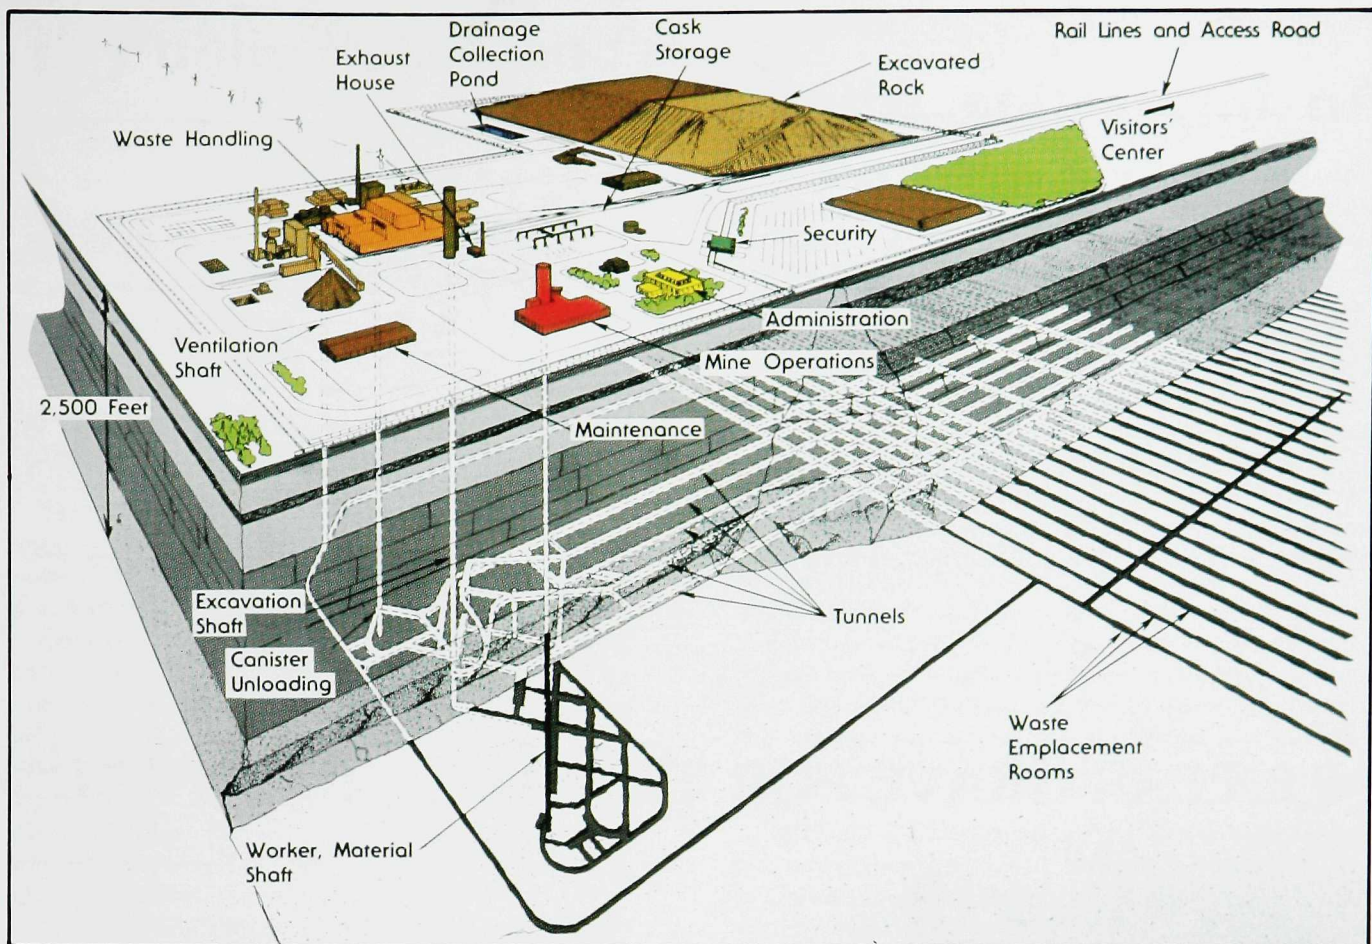 Drainage
Collection
Pond
Cask
Storage
Rail Lines and Access Road
Exhaust
House
Excavated
Rock
Waste Handling
Visitors'
Center
Security
Administration
Ventilation
Shaft
Mine Operations
2,500 Feet
Maintenance
Excavation
Shaft
Tunnels
Canister
Unloading
Waste
Emplacement
Rooms
Worker, Material
Shaft